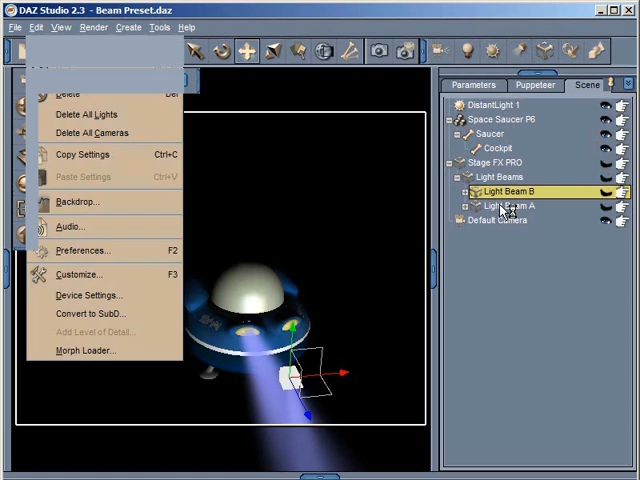 DAZ Studio 2.3 - Beam Preset.daz
File Edit View Render Create Tools Help
Parameters Puppeteer Scene
Delete Del
Delete All Lights
Delete All Cameras
Copy Settings Ctrl+C
Paste Settings Ctrl+V
Backdrop...
Audio...
Preferences... F2
Customize... F3
Device Settings...
Convert to SubD...
Add Level of Detail...
Morph Loader...
DistantLight 1
Space Saucer P6
Saucer
Cockpit
Stage FX PRO
Light Beams
Light Beam B
Light Beam A
Default Camera